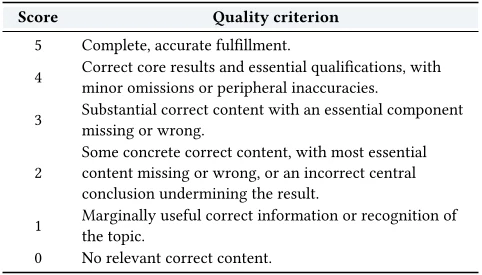 Score Quality criterion
5 Complete, accurate fulfillment.
4 Correct core results and essential qualifications, with
minor omissions or peripheral inaccuracies.
3 Substantial correct content with an essential component
missing or wrong.
Some concrete correct content, with most essential
2 content missing or wrong, or an incorrect central
conclusion undermining the result.
1 Marginally useful correct information or recognition of
the topic.
0 No relevant correct content.